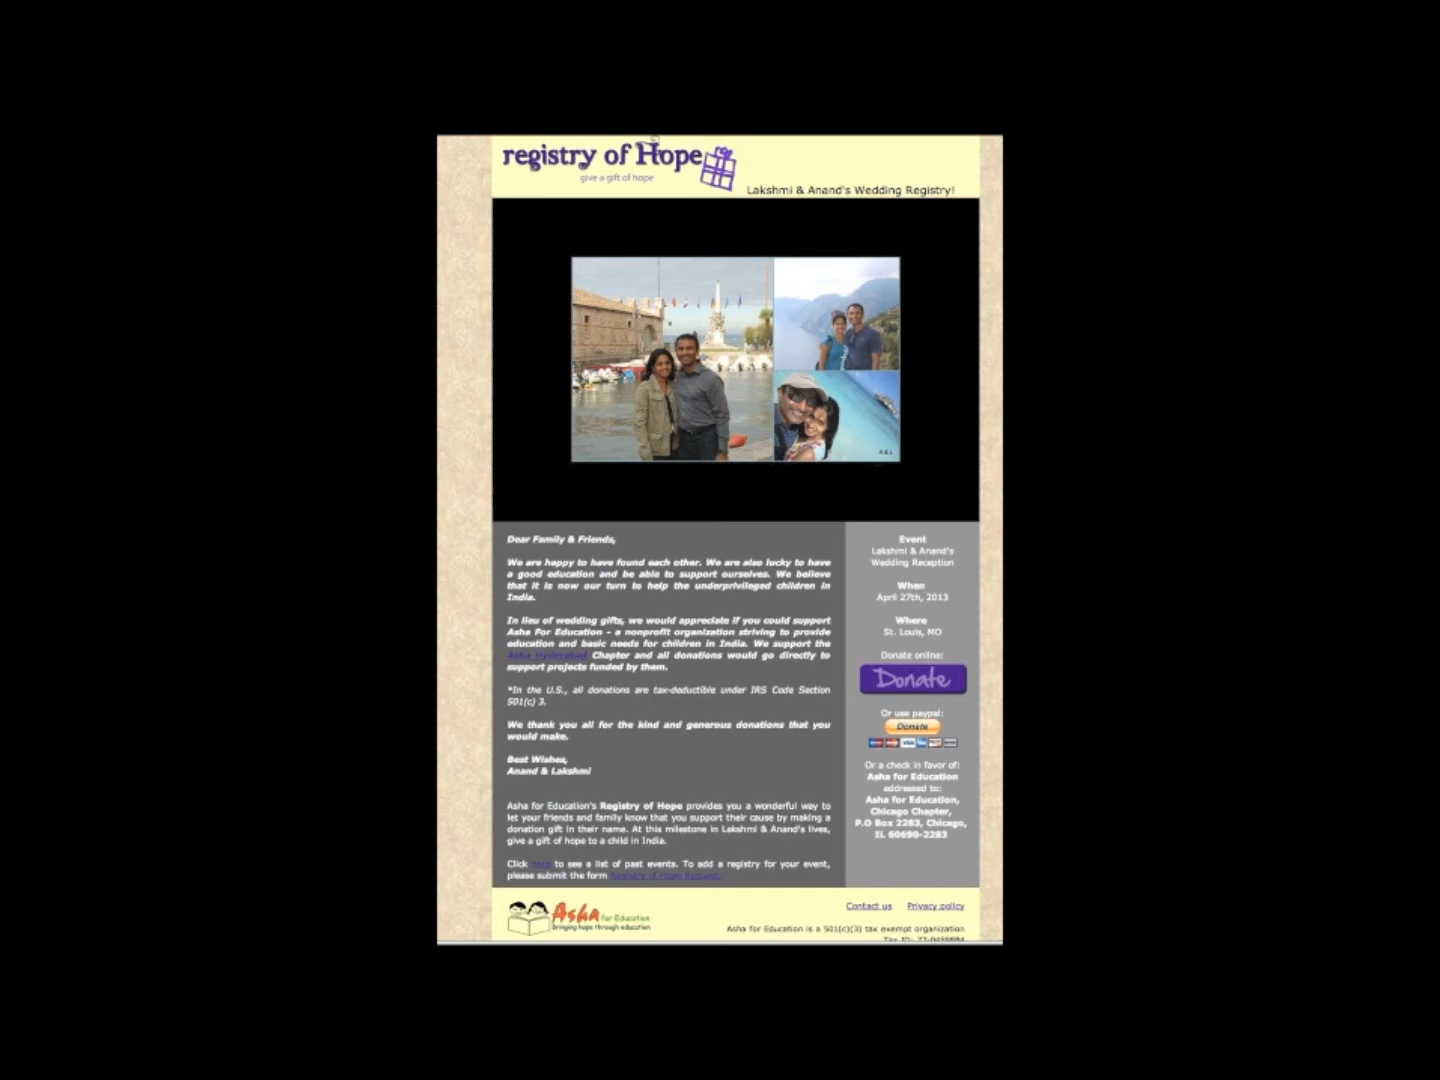 registry of Hope
give a gift of hope
Lakshmi & Anand's Wedding Registry!
A & L
Dear Family & Friends,
We are happy to have found each other. We are also lucky to have
a good education and be able to support ourselves. We believe
that it is now our turn to help the underprivileged children in
India.
In lieu of wedding gifts, we would appreciate if you could support
Asha For Education - a nonprofit organization striving to provide
education and basic needs for children in India. We support the
Asha Hyderabad Chapter and all donations would go directly to
support projects funded by them.
*In the U.S., all donations are tax-deductible under IRS Code Section
501(c) 3.
We thank you all for the kind and generous donations that you
would make.
Best Wishes,
Anand & Lakshmi
Asha for Education's Registry of Hope provides you a wonderful way to
let your friends and family know that you support their cause by making a
donation gift in their name. At this milestone in Lakshmi & Anand's lives,
give a gift of hope to a child in India.
Click here to see a list of past events. To add a registry for your event,
please submit the form Registry of Hope Request.
Event
Lakshmi & Anand's
Wedding Reception
When
April 27th, 2013
Where
St. Louis, MO
Donate online:
Donate
Or use paypal:
Donate
Or a check in favor of:
Asha for Education
addressed to:
Asha for Education,
Chicago Chapter,
P.O Box 2283, Chicago,
IL 60690-2283
Asha for Education
Bringing hope through education
Contact us Privacy policy
Asha for Education is a 501(c)(3) tax exempt organization
Tax ID: 77-0459884